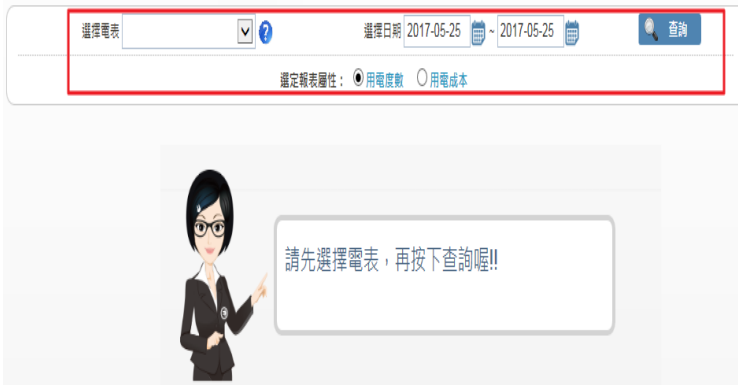 選擇電表 ? 選擇日期 2017-05-25 ~ 2017-05-25 查詢
選定報表屬性： 用電度數 用電成本
請先選擇電表，再按下查詢喔!!